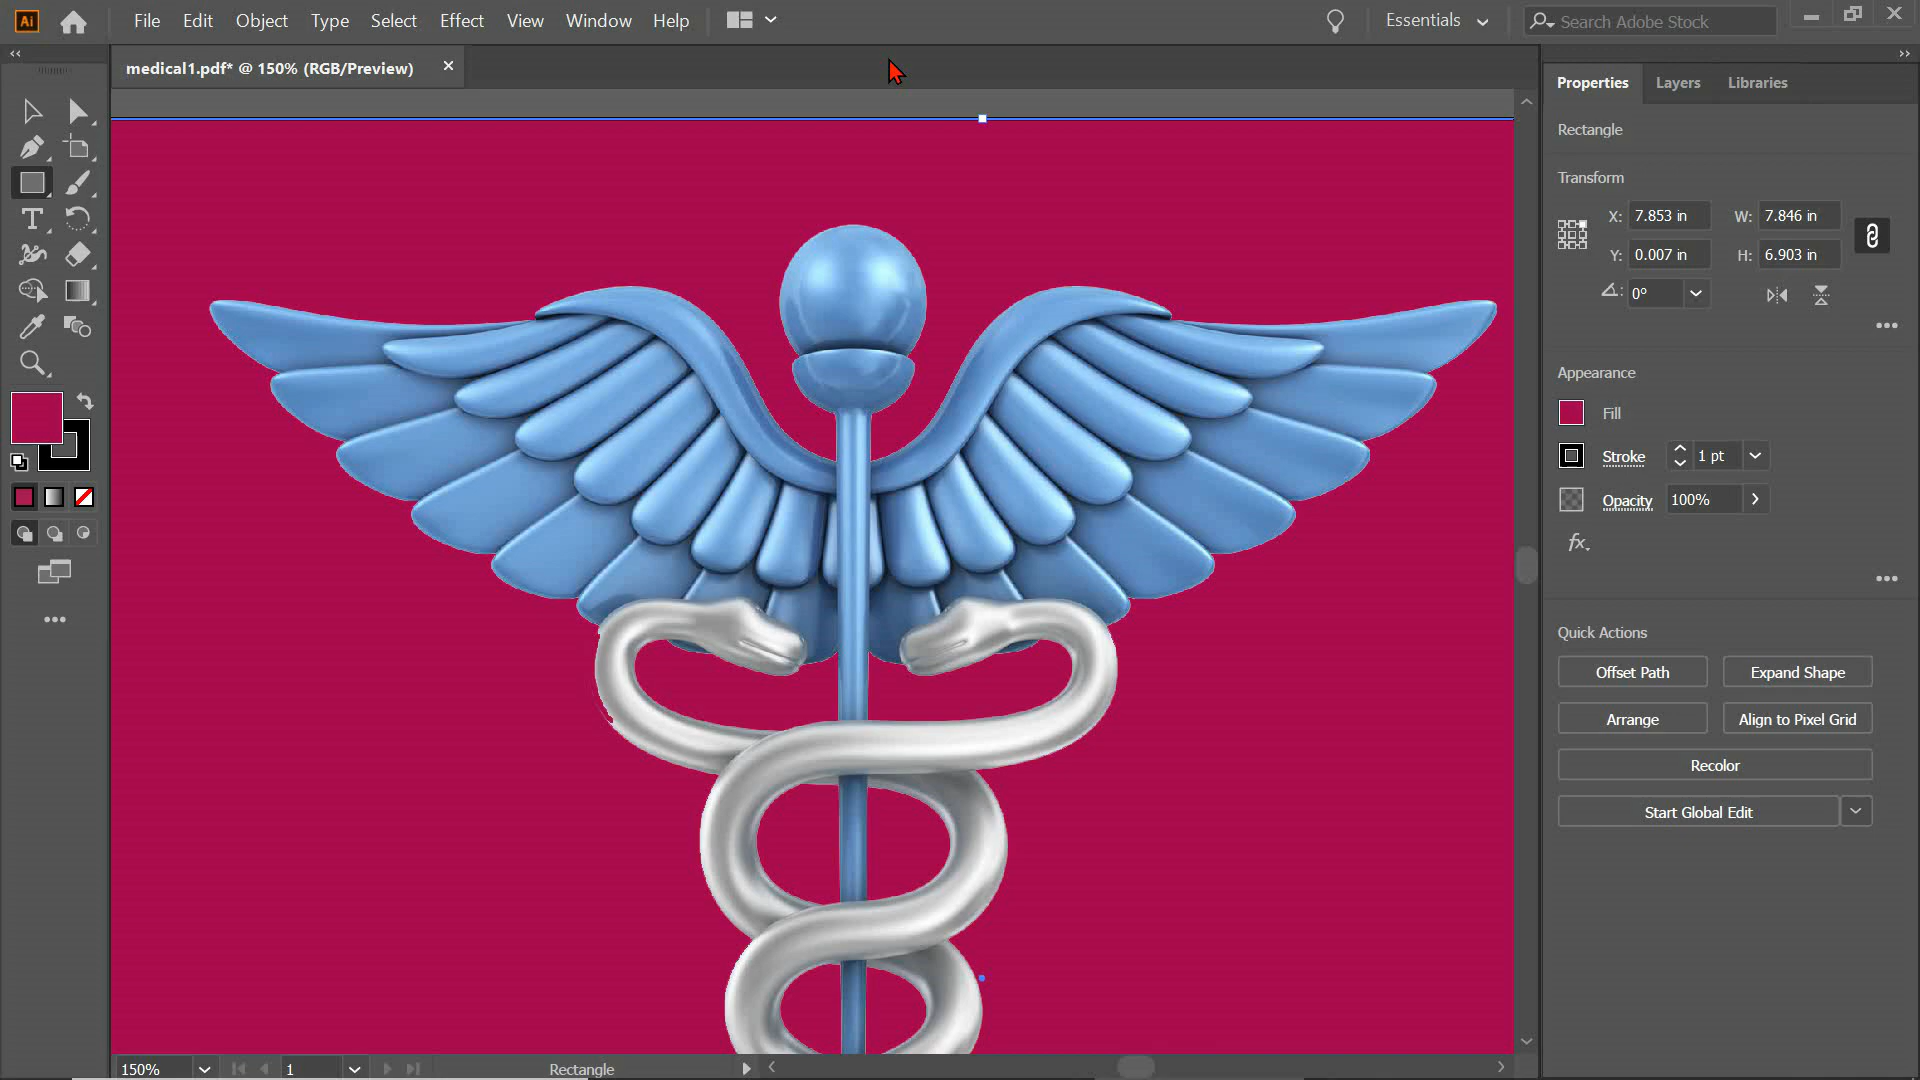 Ai File Edit Object Type Select Effect View Window Help Essentials Search Adobe Stock
medical1.pdf* @ 150% (RGB/Preview)
Properties Layers Libraries
Rectangle
Transform
X: 7.853 in W: 7.846 in
Y: 0.007 in H: 6.903 in
0°
Appearance
Fill
Stroke 1 pt
Opacity 100%
fx
Quick Actions
Offset Path Expand Shape
Arrange Align to Pixel Grid
Recolor
Start Global Edit
150% 1 Rectangle